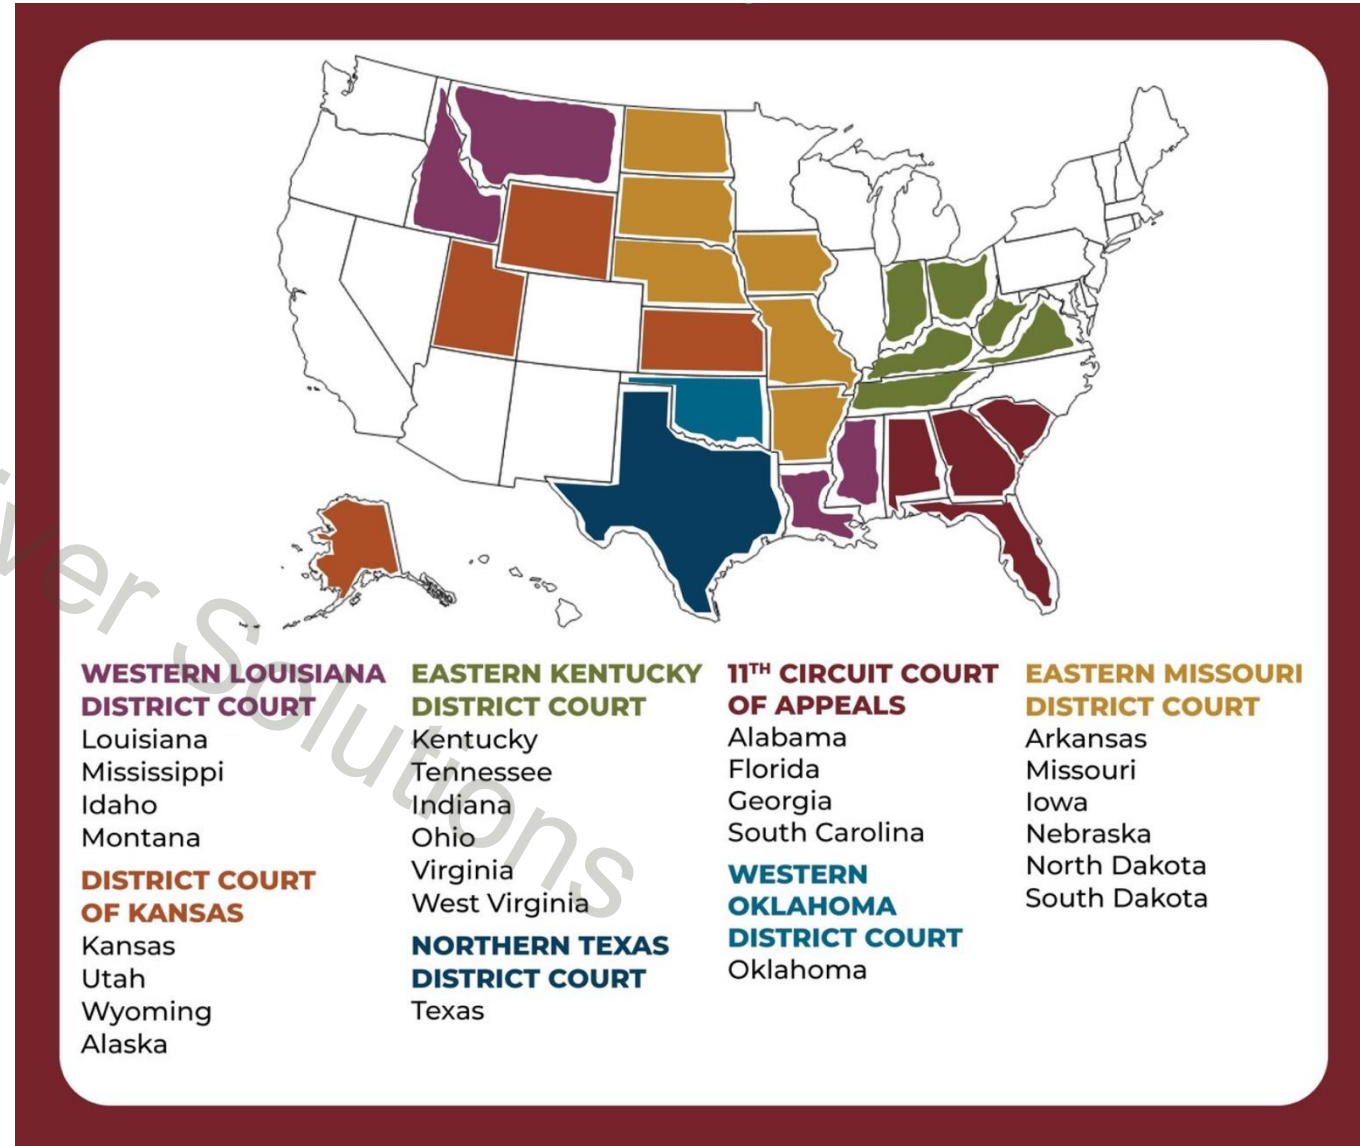 WESTERN LOUISIANA
DISTRICT COURT
Louisiana
Mississippi
Idaho
Montana
DISTRICT COURT
OF KANSAS
Kansas
Utah
Wyoming
Alaska
EASTERN KENTUCKY
DISTRICT COURT
Kentucky
Tennessee
Indiana
Ohio
Virginia
West Virginia
NORTHERN TEXAS
DISTRICT COURT
Texas
11TH CIRCUIT COURT
OF APPEALS
Alabama
Florida
Georgia
South Carolina
WESTERN
OKLAHOMA
DISTRICT COURT
Oklahoma
EASTERN MISSOURI
DISTRICT COURT
Arkansas
Missouri
Iowa
Nebraska
North Dakota
South Dakota
Solutions